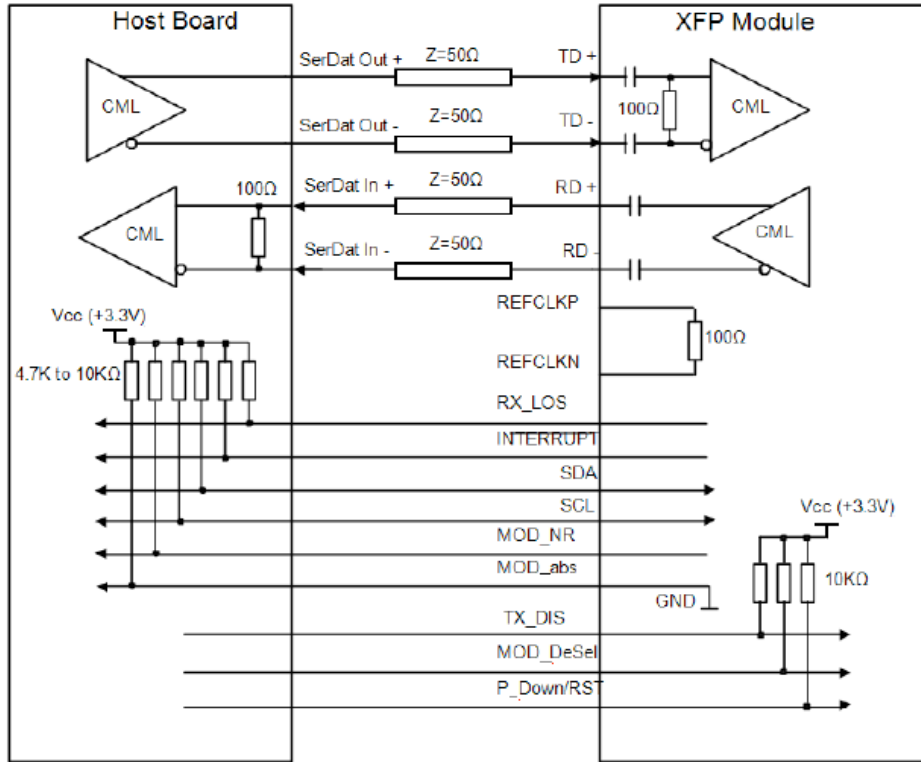 Host Board
XFP Module
SerDat Out +
Z=50Ω
TD +
CML
100Ω
CML
SerDat Out -
Z=50Ω
TD -
SerDat In +
Z=50Ω
RD +
100Ω
CML
CML
SerDat In -
Z=50Ω
RD -
REFCLKP
Vcc (+3.3V)
100Ω
REFCLKN
4.7K to 10KΩ
RX_LOS
INTERRUPT
SDA
SCL
Vcc (+3.3V)
MOD_NR
MOD_abs
10KΩ
GND
TX_DIS
MOD_DeSel
P_Down/RST